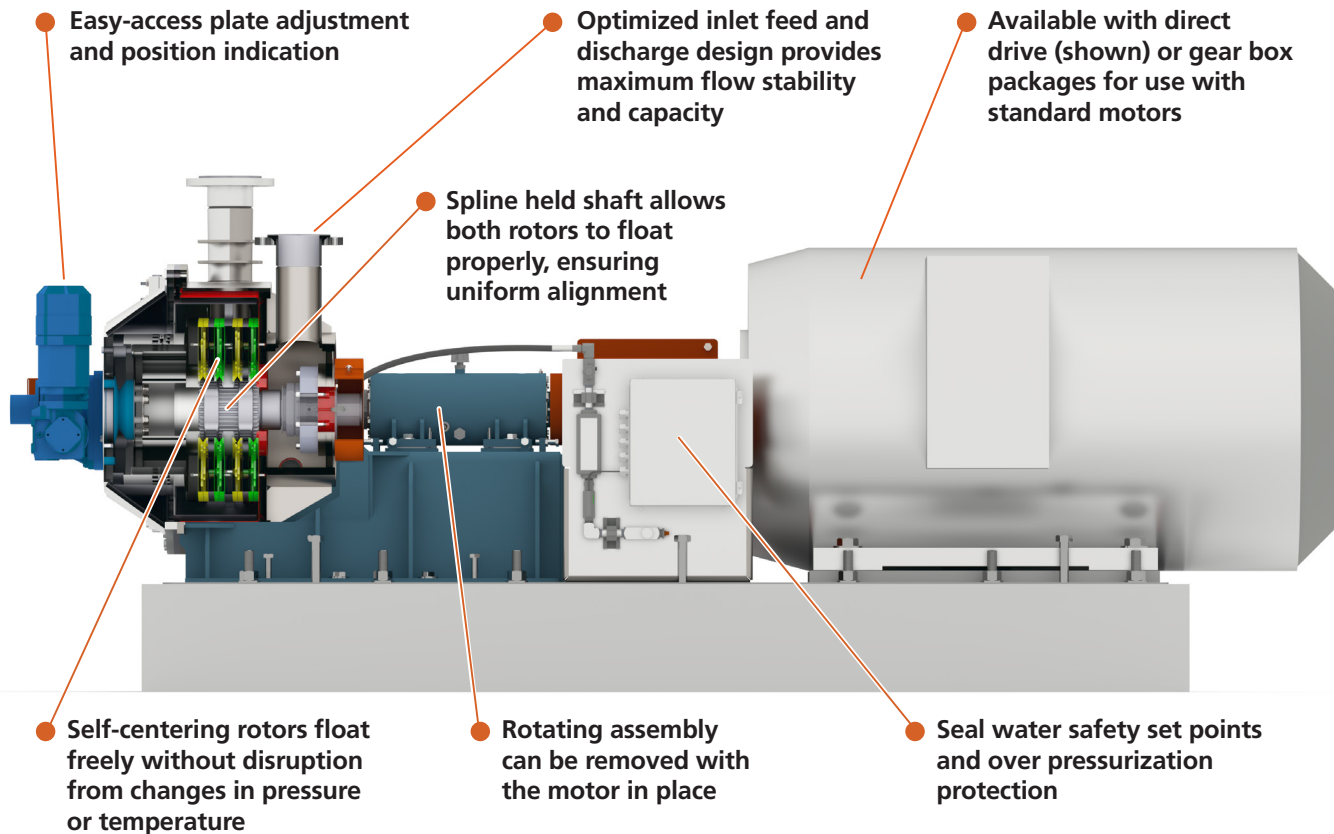 Easy-access plate adjustment
and position indication
Optimized inlet feed and
discharge design provides
maximum flow stability
and capacity
Available with direct
drive (shown) or gear box
packages for use with
standard motors
Spline held shaft allows
both rotors to float
properly, ensuring
uniform alignment
Self-centering rotors float
freely without disruption
from changes in pressure
or temperature
Rotating assembly
can be removed with
the motor in place
Seal water safety set points
and over pressurization
protection